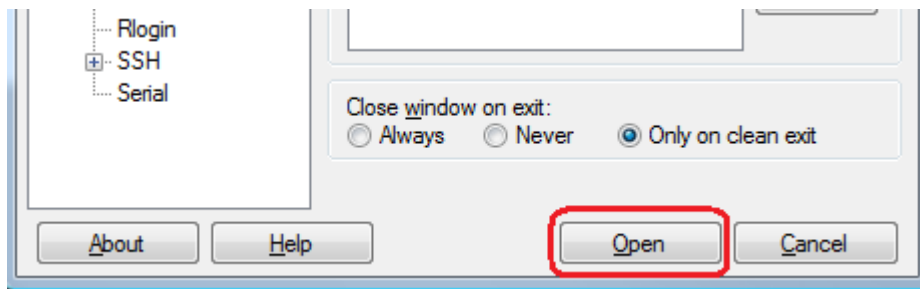 Rlogin
SSH
Serial
Close window on exit:
Always Never Only on clean exit
About Help Open Cancel